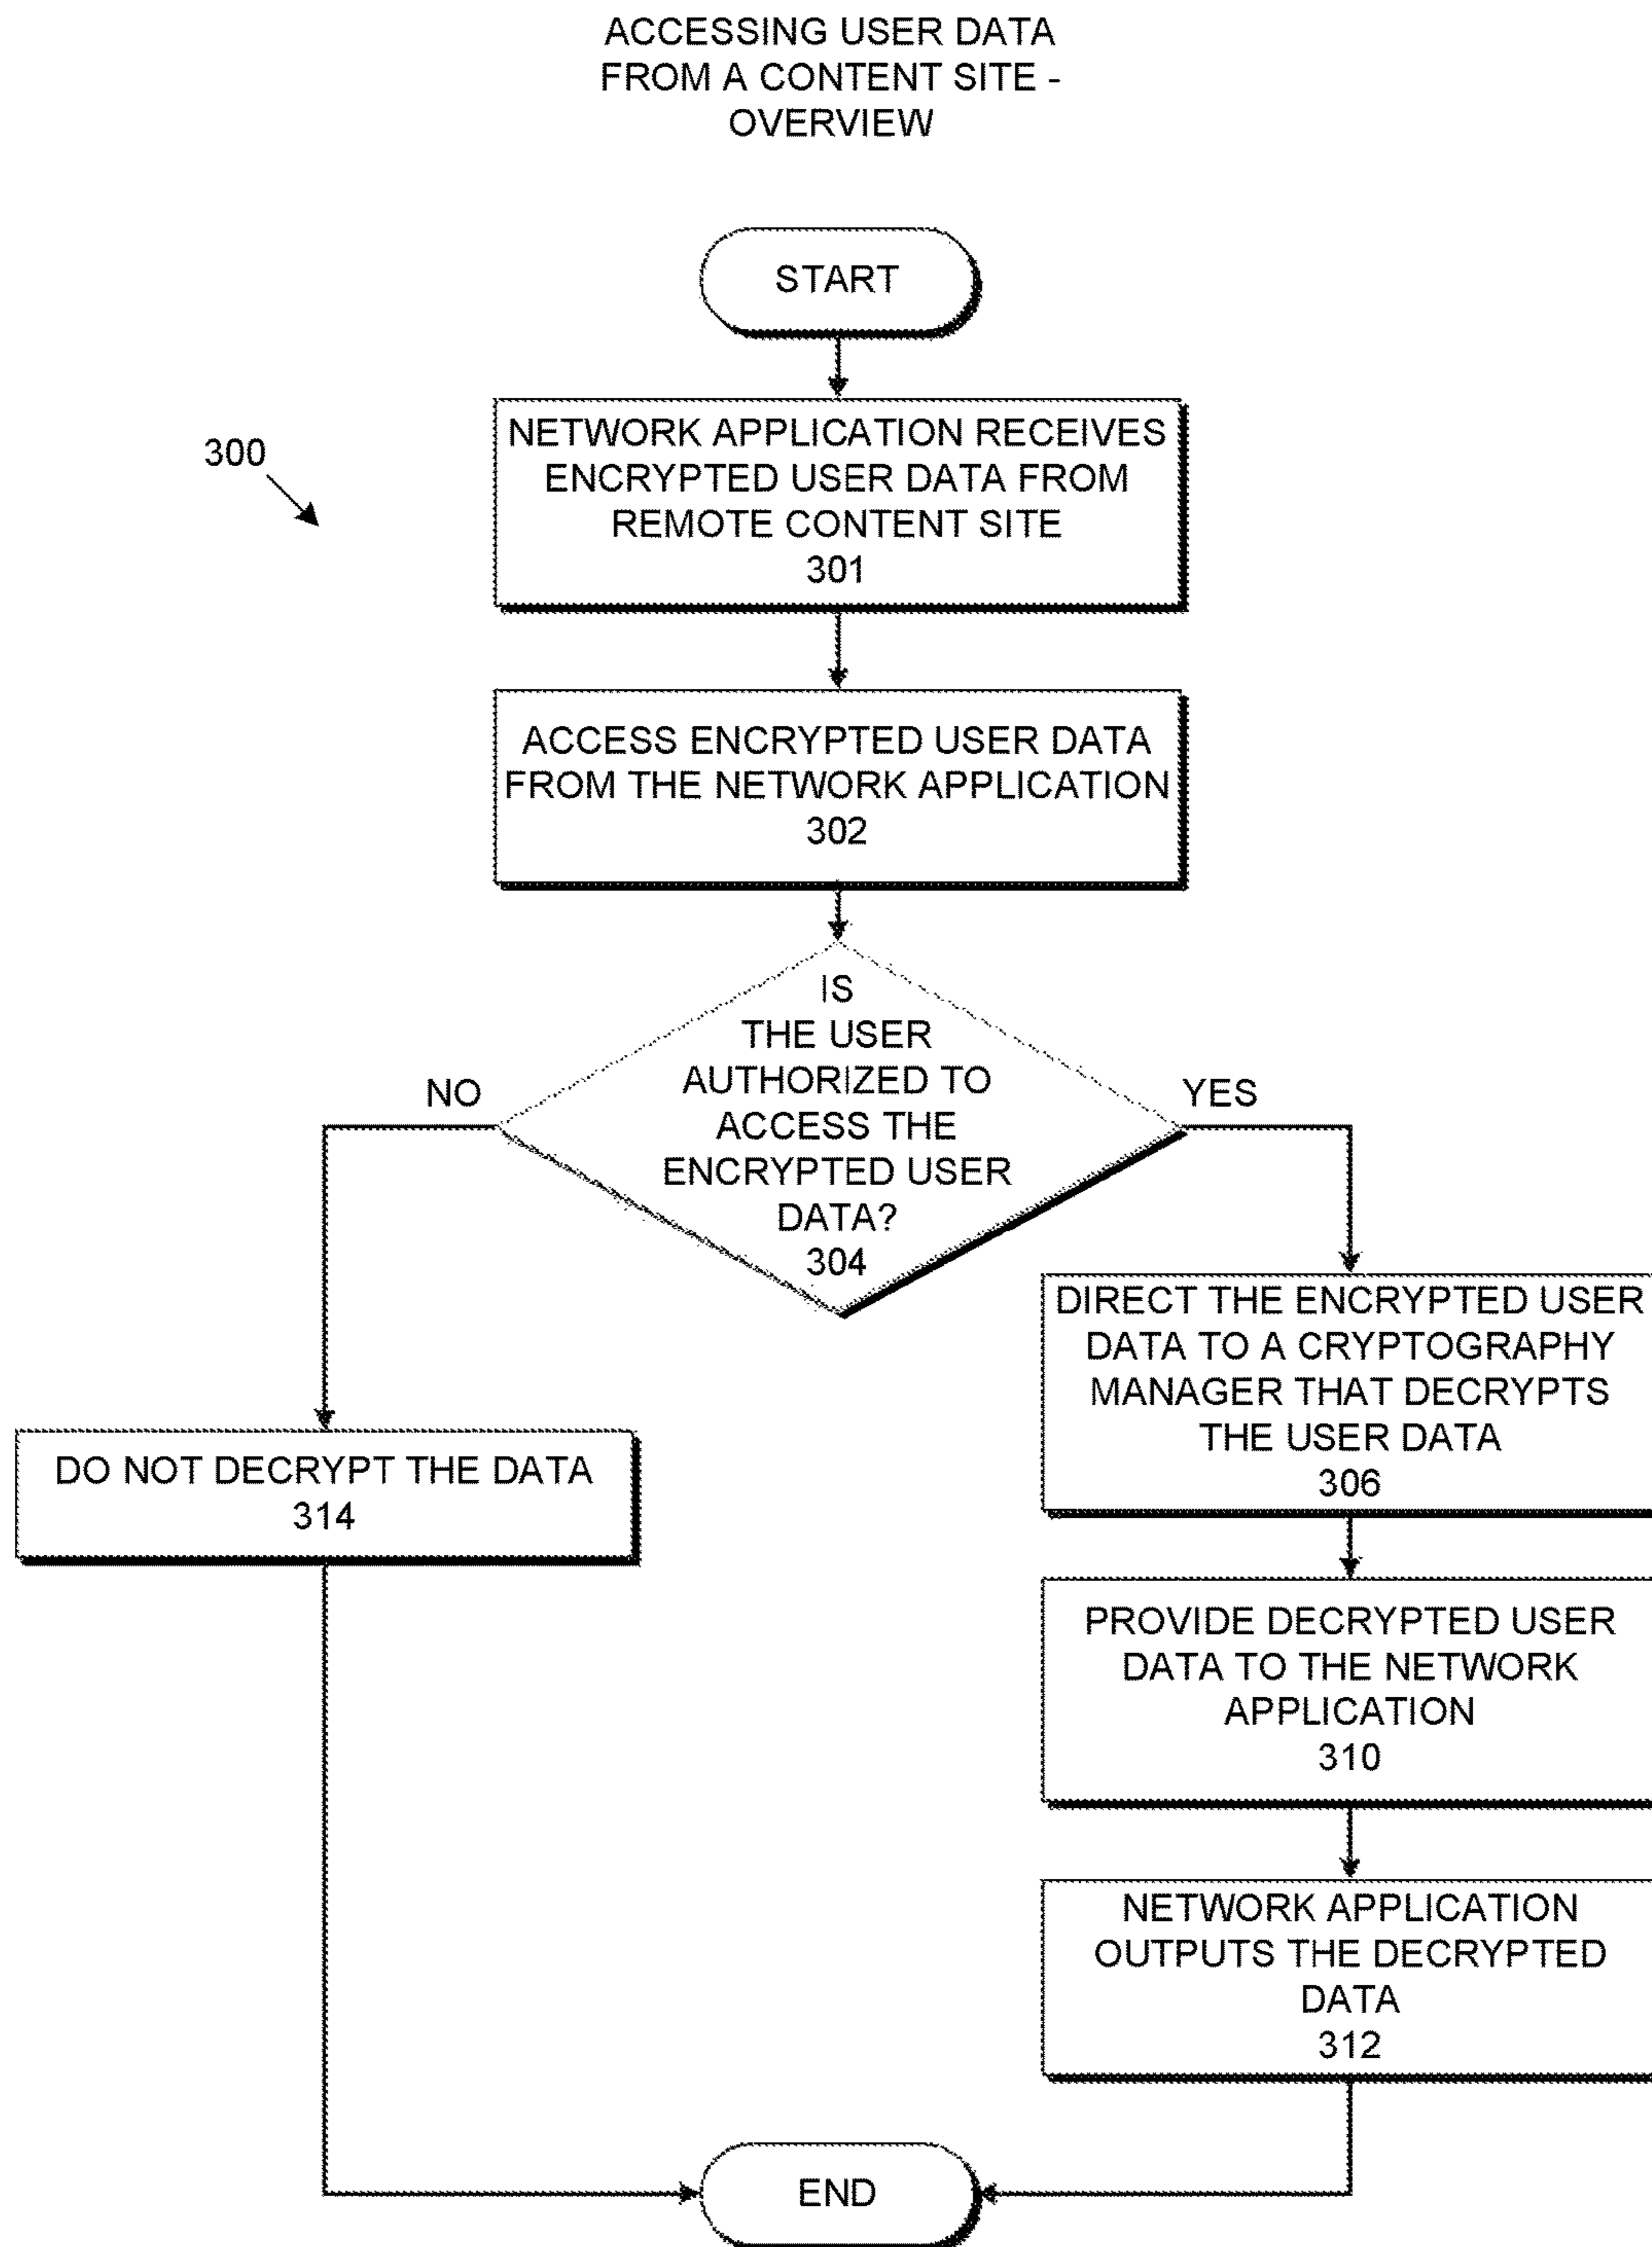 ACCESSING USER DATA
FROM A CONTENT SITE -
OVERVIEW
START
300
NETWORK APPLICATION RECEIVES
ENCRYPTED USER DATA FROM
REMOTE CONTENT SITE
301
ACCESS ENCRYPTED USER DATA
FROM THE NETWORK APPLICATION
302
IS
THE USER
AUTHORIZED TO
ACCESS THE
ENCRYPTED USER
DATA?
304
NO
YES
DIRECT THE ENCRYPTED USER
DATA TO A CRYPTOGRAPHY
MANAGER THAT DECRYPTS
THE USER DATA
306
DO NOT DECRYPT THE DATA
314
PROVIDE DECRYPTED USER
DATA TO THE NETWORK
APPLICATION
310
NETWORK APPLICATION
OUTPUTS THE DECRYPTED
DATA
312
END